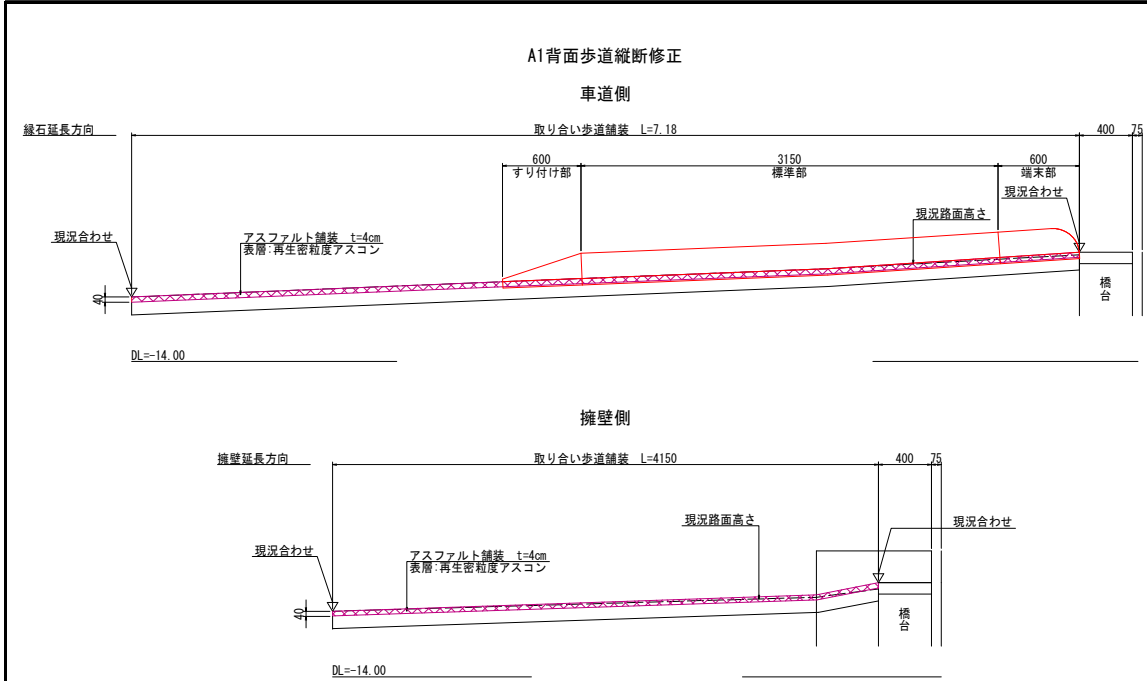 A1背面歩道縦断修正
車道側
縁石延長方向
取り合い歩道舗装 L=7.18
400
75
600
すり付け部
3150
標準部
600
端末部
現況合わせ
現況路面高さ
現況合わせ
アスファルト舗装 t=4cm
表層:再生密粒度アスコン
40
橋台
DL=-14.00
擁壁側
擁壁延長方向
取り合い歩道舗装 L=4150
400
75
現況路面高さ
現況合わせ
現況合わせ
アスファルト舗装 t=4cm
表層:再生密粒度アスコン
40
橋台
DL=-14.00